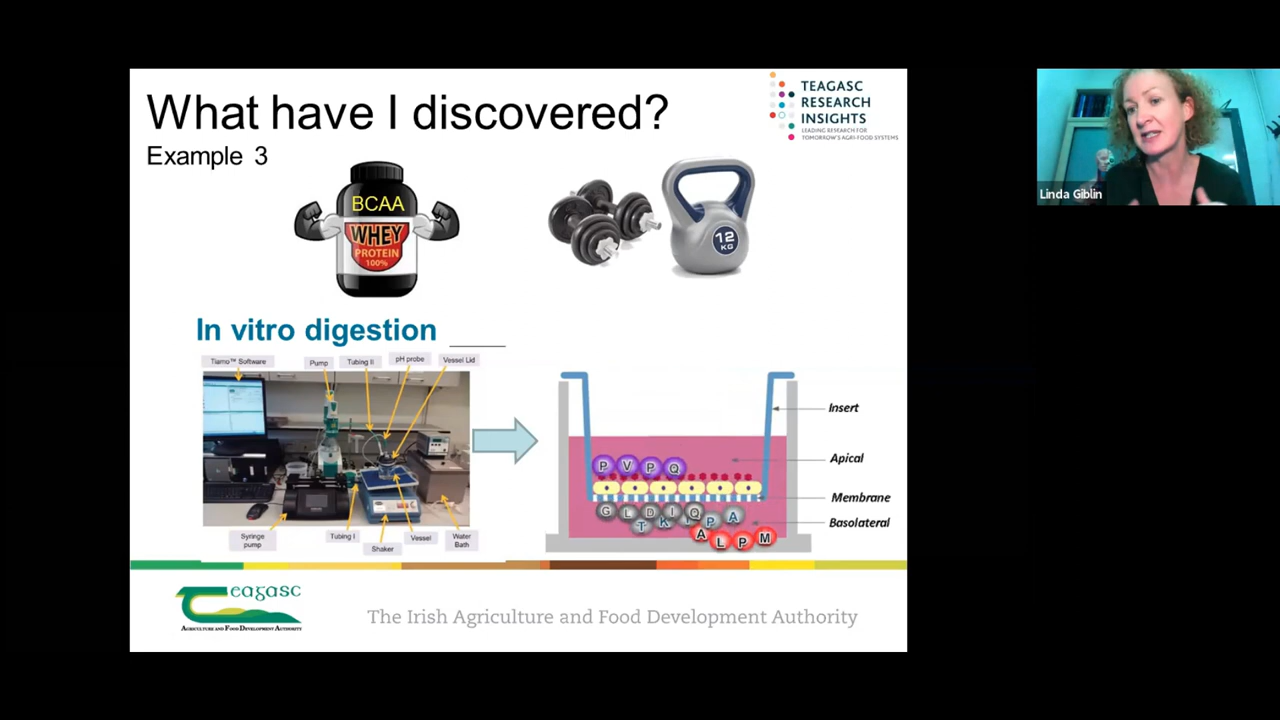 What have I discovered?
Example 3
TEAGASC
RESEARCH
INSIGHTS
LEADING RESEARCH FOR
TOMORROW'S AGRI-FOOD SYSTEMS
BCAA
WHEY
PROTEIN
100%
12
KG
Linda Giblin
In vitro digestion
Tiamo™ Software
Pump
Tubing II
pH probe
Vessel Lid
Syringe
pump
Tubing I
Shaker
Vessel
Water
Bath
Insert
Apical
Membrane
Basolateral
P V P Q
G L D I Q
T K P A
A L P M
eagasc
AGRICULTURE AND FOOD DEVELOPMENT AUTHORITY
The Irish Agriculture and Food Development Authority